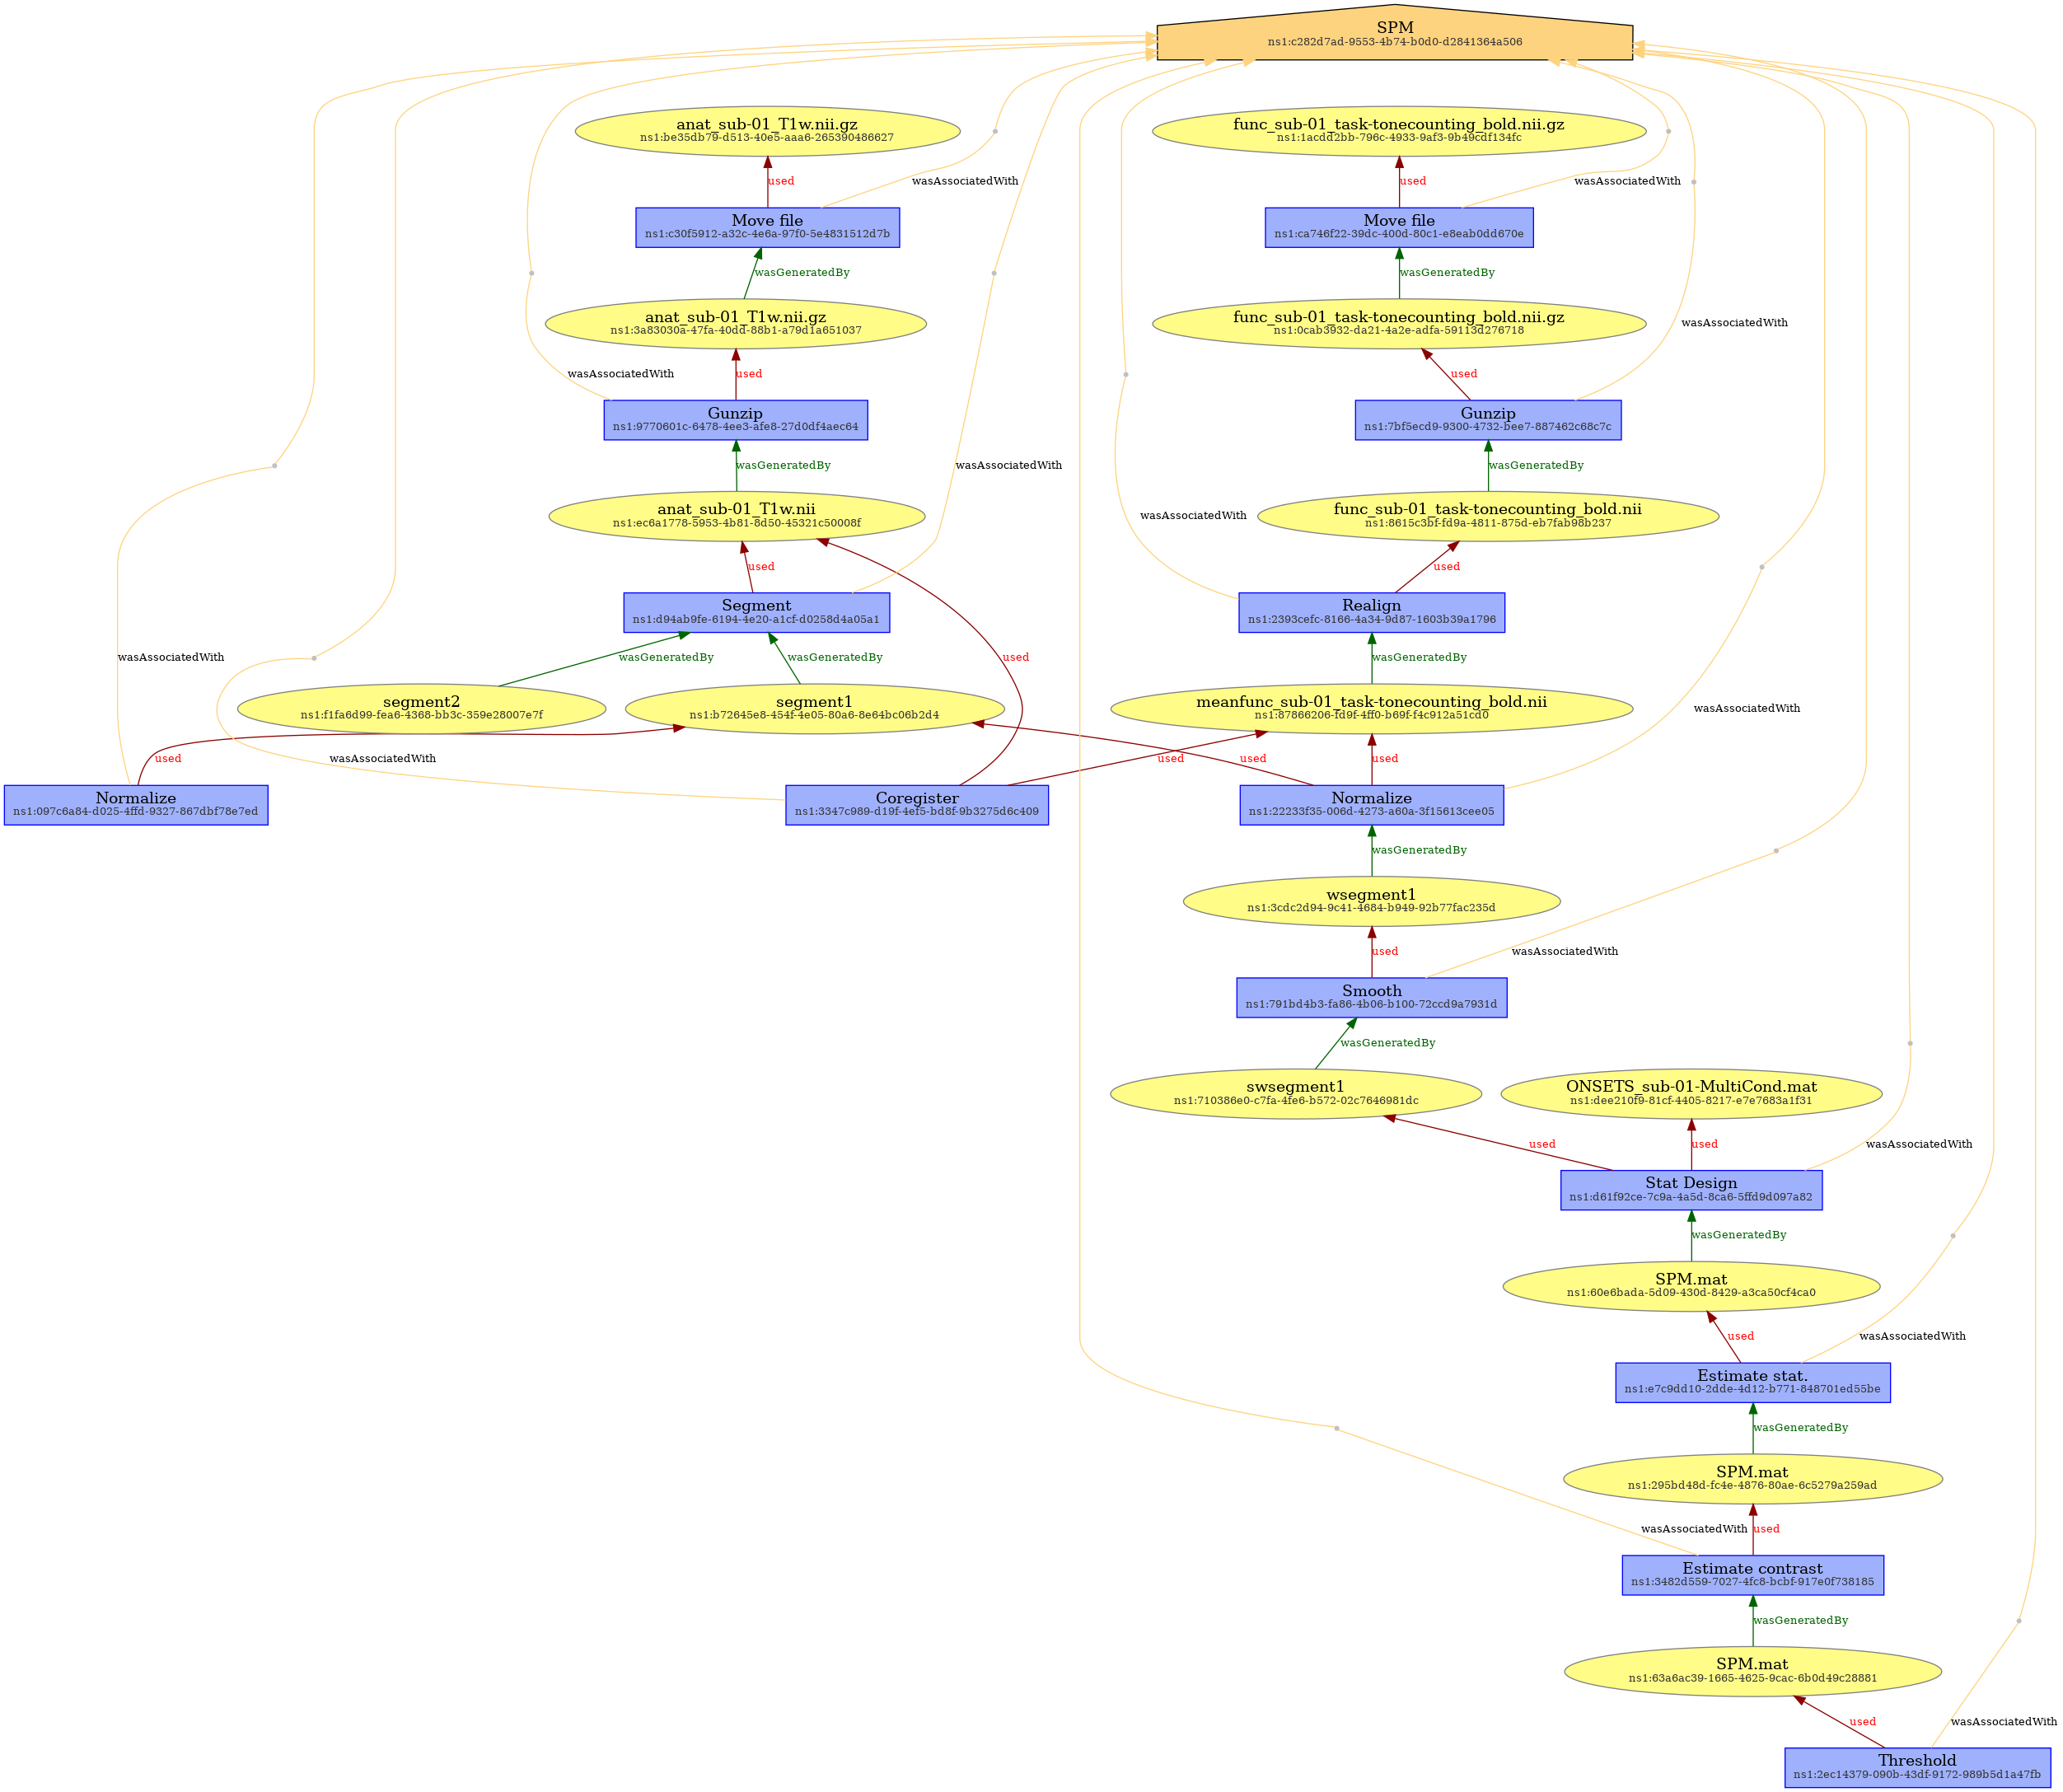 SPM
ns1:c282d7ad-9553-4b74-b0d0-d2841364a506
anat_sub-01_T1w.nii.gz
ns1:be35db79-d513-40e5-aaa6-265390486627
func_sub-01_task-tonecounting_bold.nii.gz
ns1:1acdd2bb-796c-4933-9af3-9b49cdf134fc
used
wasAssociatedWith
used
wasAssociatedWith
Move file
ns1:c30f5912-a32c-4e6a-97f0-5e4831512d7b
Move file
ns1:ca746f22-39dc-400d-80c1-e8eab0dd670e
wasGeneratedBy
wasGeneratedBy
anat_sub-01_T1w.nii.gz
ns1:3a83030a-47fa-40dd-88b1-a79d1a651037
func_sub-01_task-tonecounting_bold.nii.gz
ns1:0cab3932-da21-4a2e-adfa-59113d276718
wasAssociatedWith
used
used
wasAssociatedWith
Gunzip
ns1:9770601c-6478-4ee3-afe8-27d0df4aec64
Gunzip
ns1:7bf5ecd9-9300-4732-bee7-887462c68c7c
wasGeneratedBy
wasAssociatedWith
wasGeneratedBy
anat_sub-01_T1w.nii
ns1:ec6a1778-5953-4b81-8d50-45321c50008f
wasAssociatedWith
func_sub-01_task-tonecounting_bold.nii
ns1:8615c3bf-fd9a-4811-875d-eb7fab98b237
used
used
Segment
ns1:d94ab9fe-6194-4e20-a1cf-d0258d4a05a1
Realign
ns1:2393cefc-8166-4a34-9d87-1603b39a1796
wasAssociatedWith
wasGeneratedBy
wasGeneratedBy
used
wasGeneratedBy
segment2
ns1:f1fa6d99-fea6-4368-bb3c-359e28007e7f
segment1
ns1:b72645e8-454f-4e05-80a6-8e64bc06b2d4
meanfunc_sub-01_task-tonecounting_bold.nii
ns1:87866206-fd9f-4ff0-b69f-f4c912a51cd0
wasAssociatedWith
used
wasAssociatedWith
used
used
used
Normalize
ns1:097c6a84-d025-4ffd-9327-867dbf78e7ed
Coregister
ns1:3347c989-d19f-4ef5-bd8f-9b3275d6c409
Normalize
ns1:22233f35-006d-4273-a60a-3f15613cee05
wasGeneratedBy
wsegment1
ns1:3cdc2d94-9c41-4684-b949-92b77fac235d
used
wasAssociatedWith
Smooth
ns1:791bd4b3-fa86-4b06-b100-72ccd9a7931d
wasGeneratedBy
swsegment1
ns1:710386e0-c7fa-4fe6-b572-02c7646981dc
ONSETS_sub-01-MultiCond.mat
ns1:dee210f9-81cf-4405-8217-e7e7683a1f31
used
used
wasAssociatedWith
Stat Design
ns1:d61f92ce-7c9a-4a5d-8ca6-5ffd9d097a82
wasGeneratedBy
SPM.mat
ns1:60e6bada-5d09-430d-8429-a3ca50cf4ca0
used
wasAssociatedWith
Estimate stat.
ns1:e7c9dd10-2dde-4d12-b771-848701ed55be
wasGeneratedBy
SPM.mat
ns1:295bd48d-fc4e-4876-80ae-6c5279a259ad
wasAssociatedWith
used
Estimate contrast
ns1:3482d559-7027-4fc8-bcbf-917e0f738185
wasGeneratedBy
SPM.mat
ns1:63a6ac39-1665-4625-9cac-6b0d49c28881
used
wasAssociatedWith
Threshold
ns1:2ec14379-090b-43df-9172-989b5d1a47fb